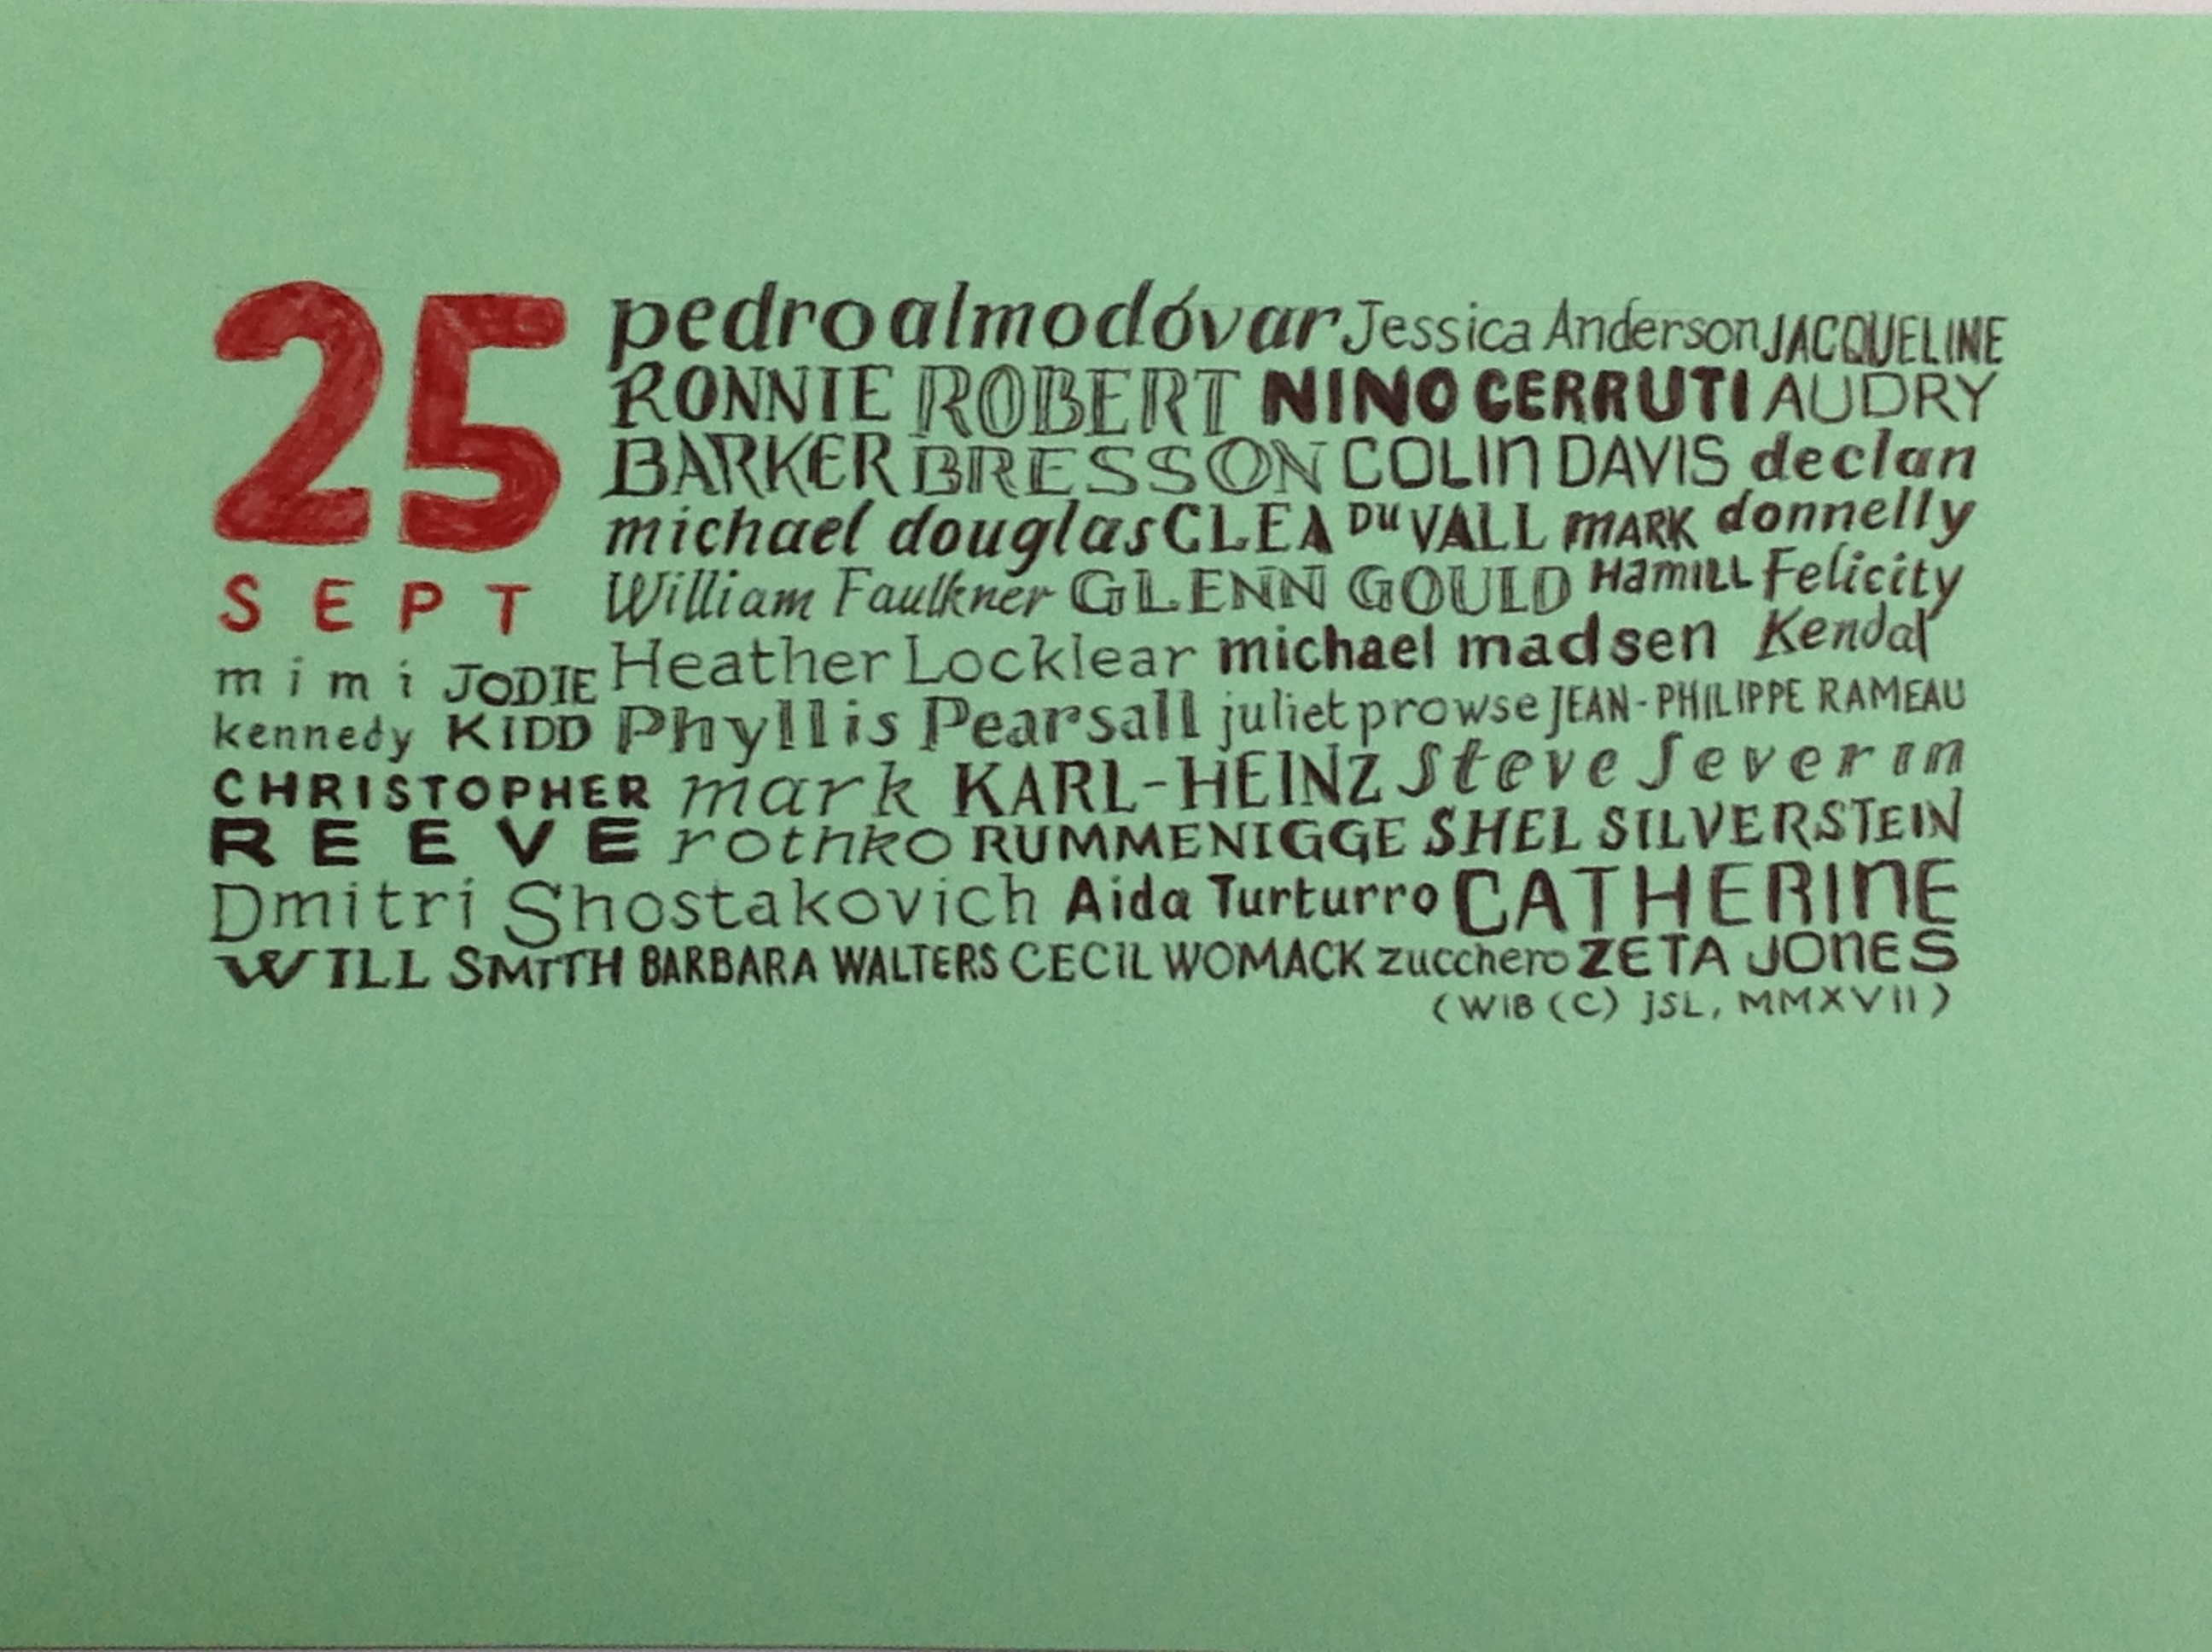 25 pedro almodóvar Jessica Anderson JACQUELINE
RONNIE ROBERT NINO CERRUTI AUDRY
BARKER BRESSON COLIN DAVIS declan
michael douglas CLEA DU VALL MARK donnelly
SEPT William Faulkner GLENN GOULD HAMILL Felicity
mimi JODIE Heather Locklear michael madsen Kendal
kennedy KIDD Phyllis Pearsall juliet prowse JEAN-PHILIPPE RAMEAU
CHRISTOPHER mark KARL-HEINZ Steve Severin
REEVE rothko RUMMENIGGE SHEL SILVERSTEIN
Dmitri Shostakovich Aida Turturro CATHERINE
WILL SMITH BARBARA WALTERS CECIL WOMACK zucchero ZETA JONES
(WIB (C) JSL, MMXVII)